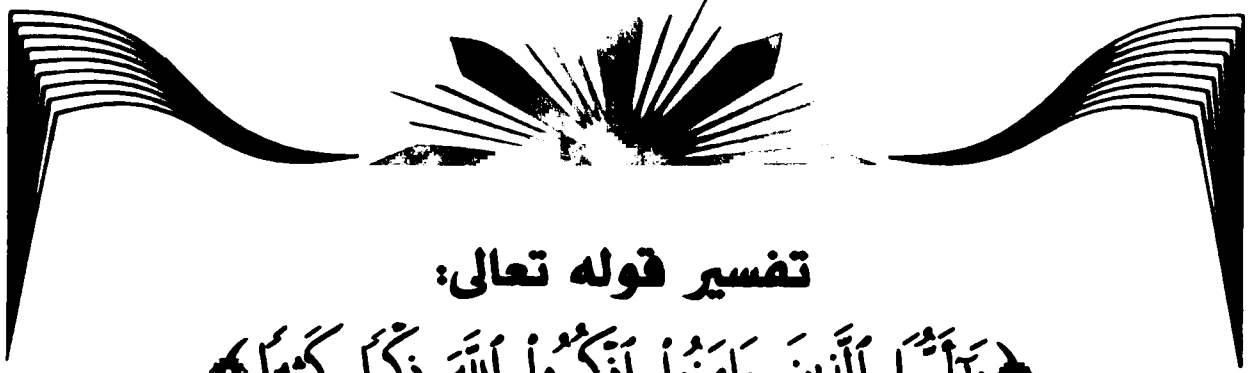 تفسير قوله تعالى:
﴿يَٰٓأَيُّهَا ٱلَّذِينَ ءَامَنُوا۟ ٱذْكُرُوا۟ ٱللَّهَ ذِكْرًا كَثِيرًا﴾